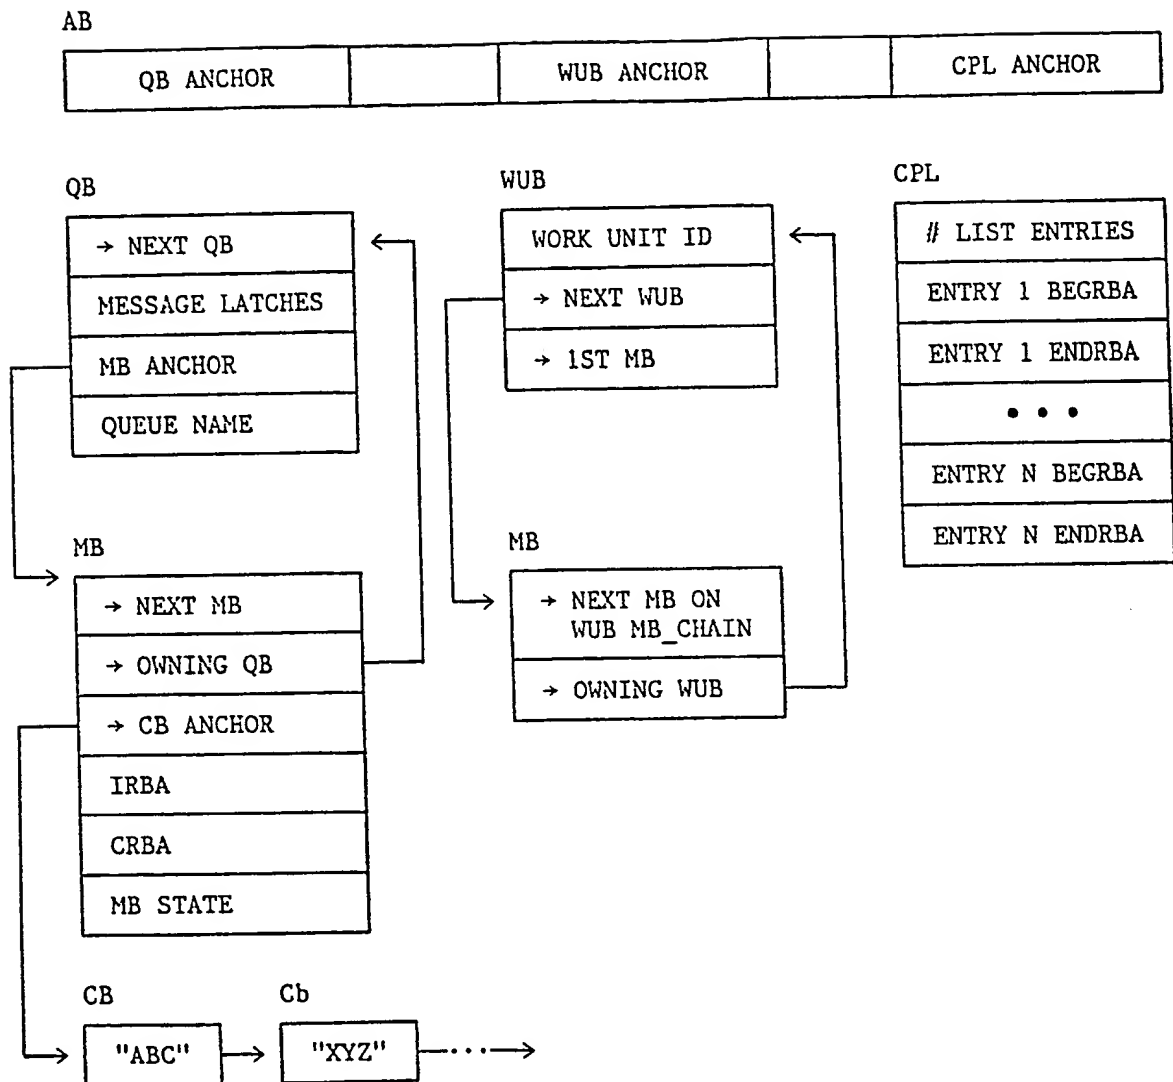 AB
QB ANCHOR
WUB ANCHOR
CPL ANCHOR
QB
→ NEXT QB
MESSAGE LATCHES
MB ANCHOR
QUEUE NAME
WUB
WORK UNIT ID
→ NEXT WUB
→ 1ST MB
CPL
# LIST ENTRIES
ENTRY 1 BEGRBA
ENTRY 1 ENDRBA
• • •
ENTRY N BEGRBA
ENTRY N ENDRBA
MB
→ NEXT MB
→ OWNING QB
→ CB ANCHOR
IRBA
CRBA
MB STATE
MB
→ NEXT MB ON
WUB MB_CHAIN
→ OWNING WUB
CB
"ABC"
Cb
"XYZ"